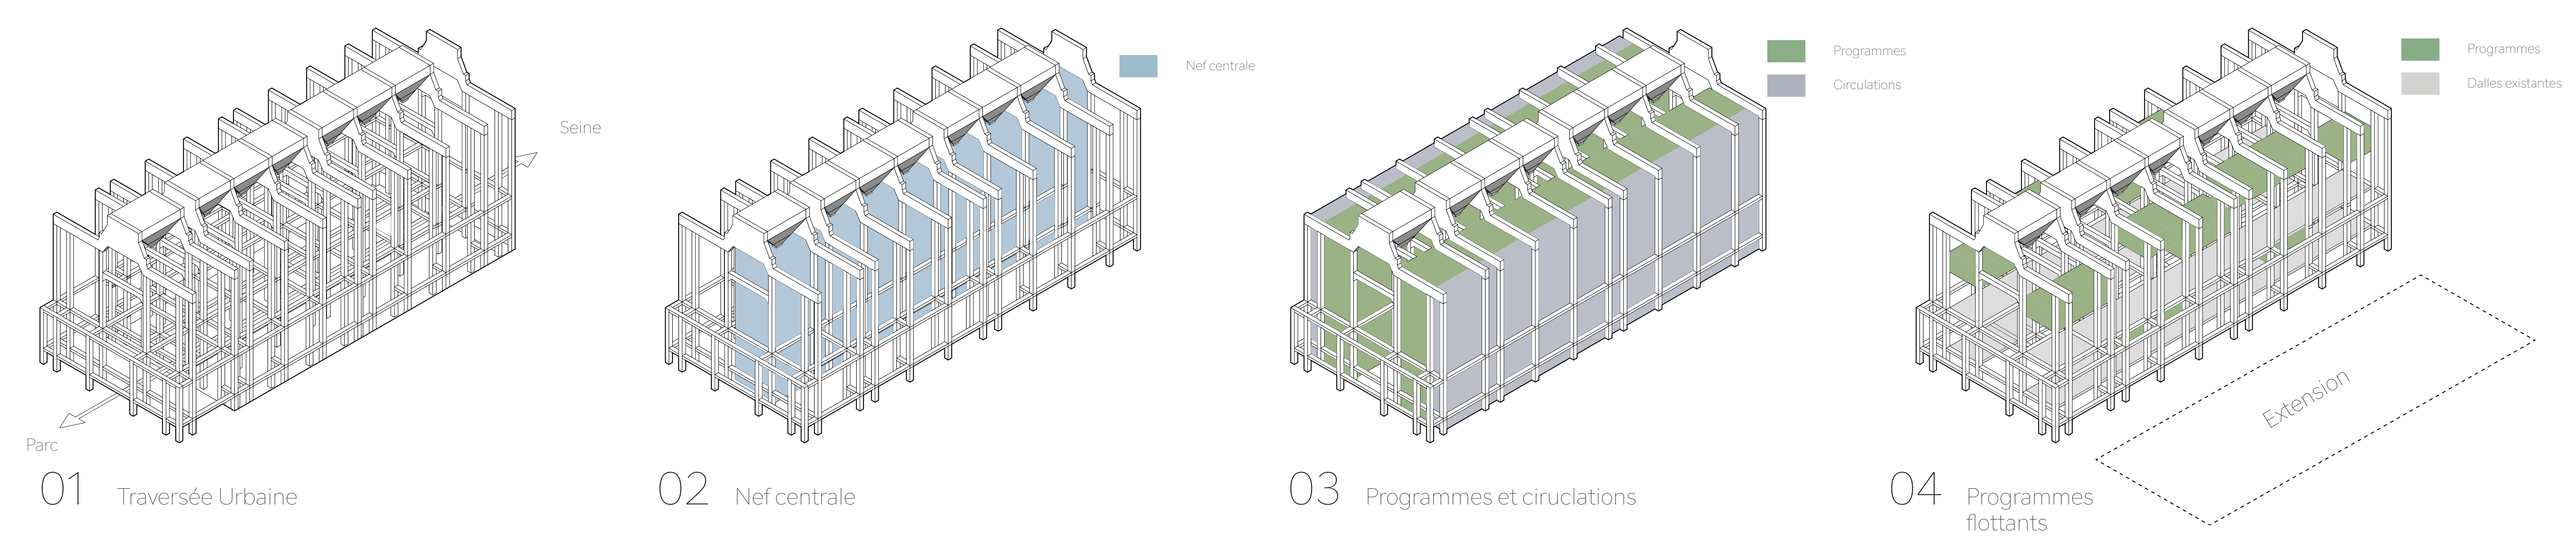 Seine
Parc
01 Traversée Urbaine
Nef centrale
02 Nef centrale
Programmes
Circulations
03 Programmes et ciruclations
Programmes
Dalles existantes
Extension
04 Programmes
flottants